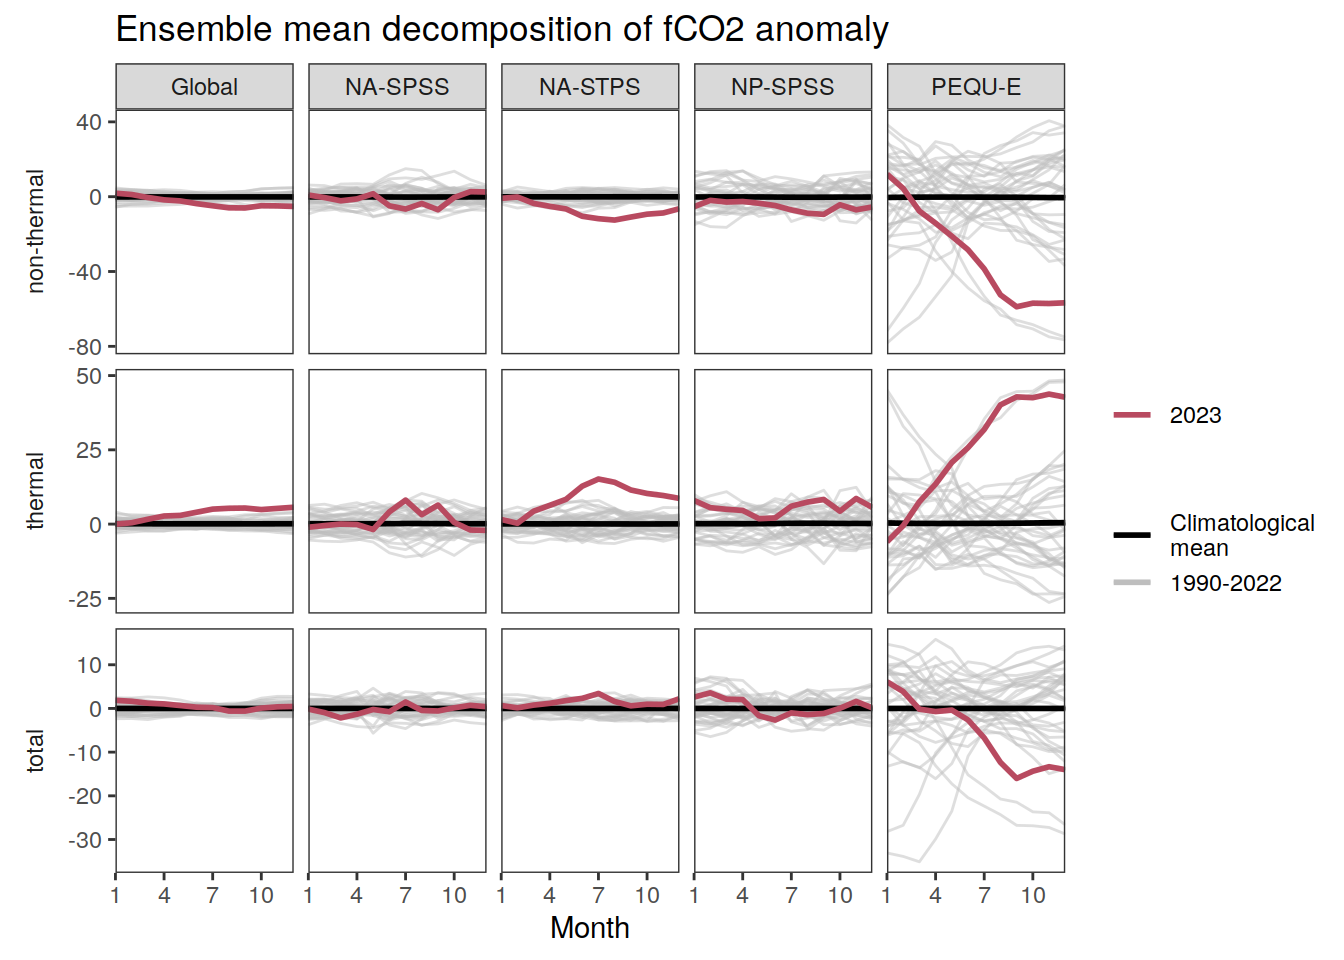 Ensemble mean decomposition of fCO2 anomaly
Global NA-SPSS NA-STPS NP-SPSS PEQU-E
non-thermal
40
0
-40
-80
thermal
50
25
0
-25
total
10
0
-10
-20
-30
1 4 7 10 1 4 7 10 1 4 7 10 1 4 7 10 1 4 7 10
Month
2023
Climatological
mean
1990-2022